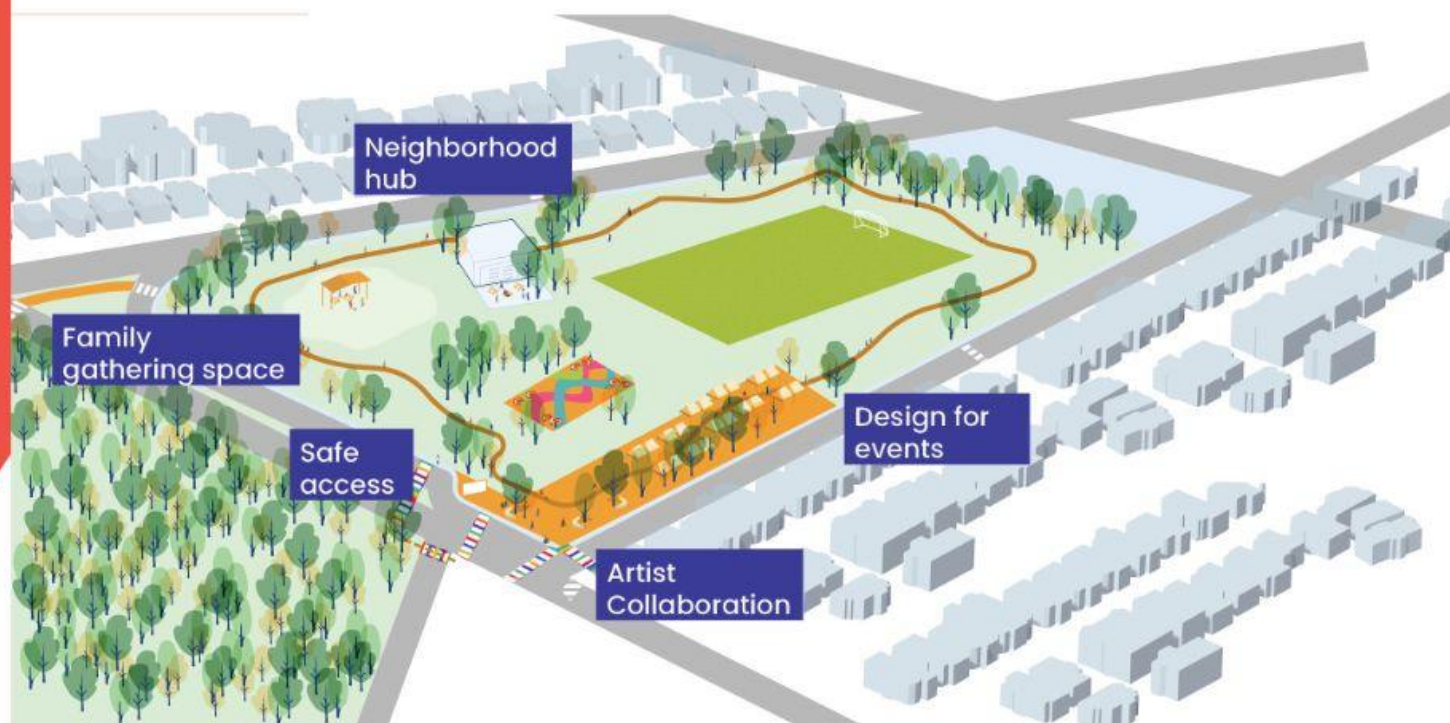 Neighborhood
hub
Family
gathering space
Safe
access
Design for
events
Artist
Collaboration